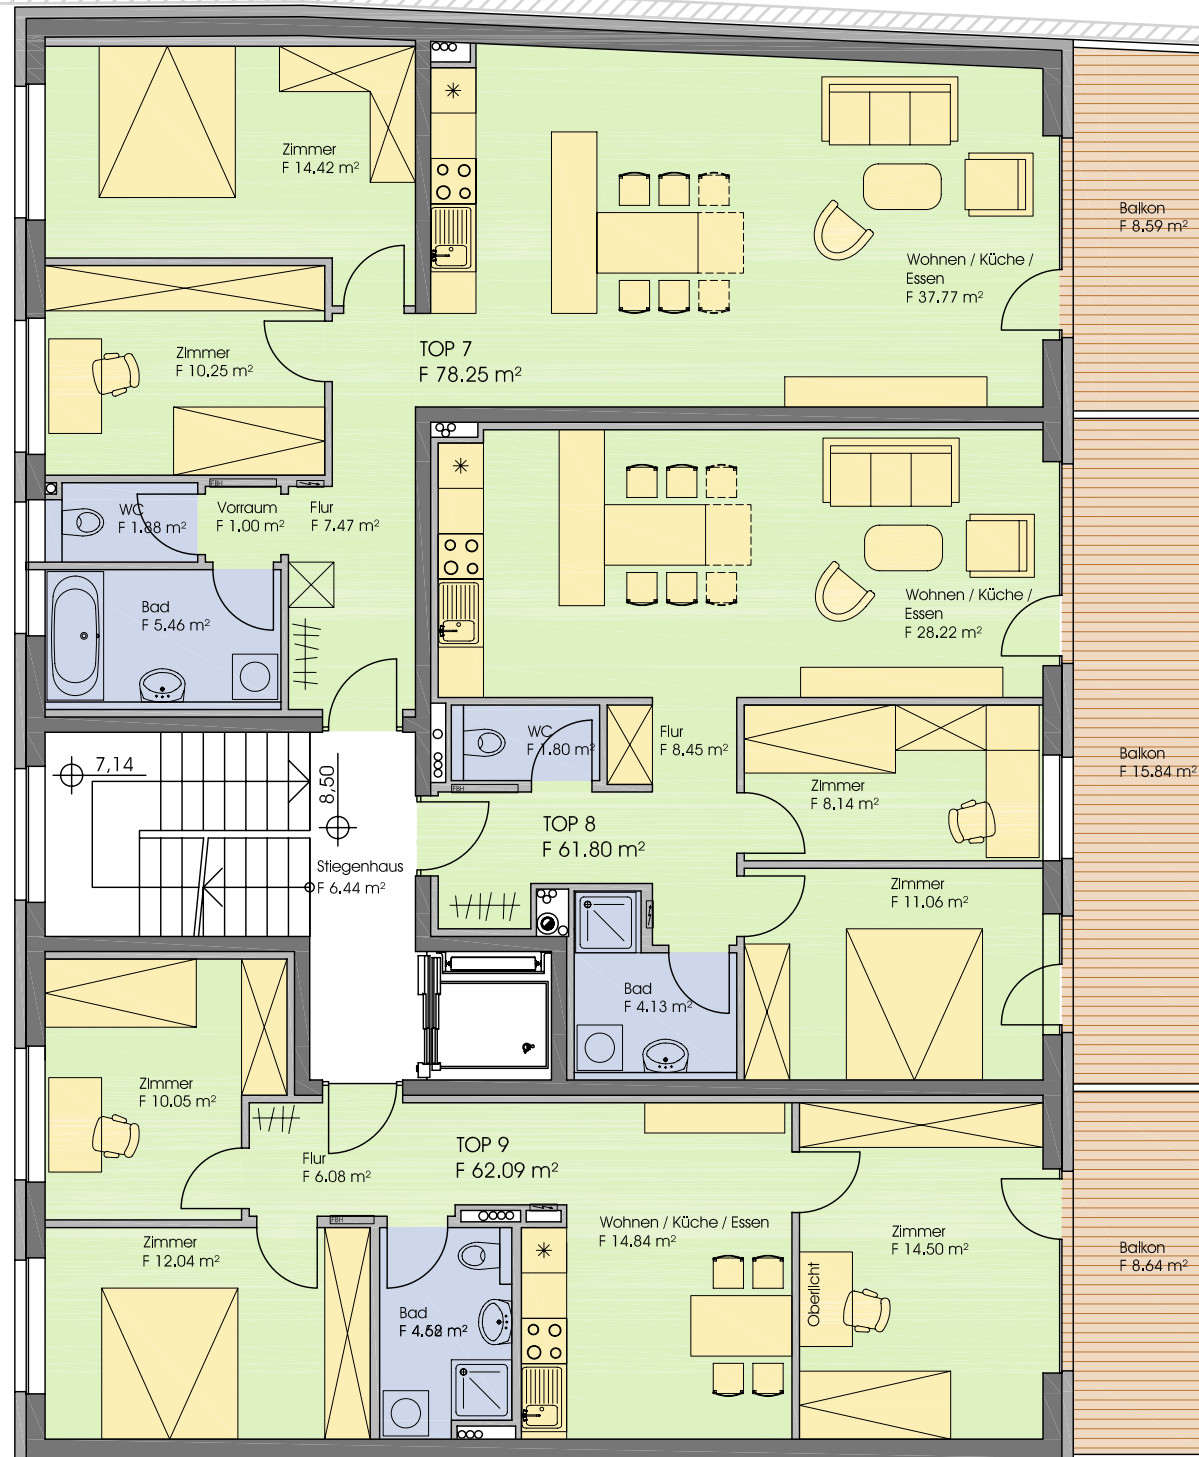 Zimmer
F 14.42 m²
Wohnen / Küche /
Essen
F 37.77 m²
Balkon
F 8.59 m²
Zimmer
F 10.25 m²
TOP 7
F 78.25 m²
FBH
WC
F 1.88 m²
Vorraum
F 1.00 m²
Flur
F 7.47 m²
Bad
F 5.46 m²
Wohnen / Küche /
Essen
F 28.22 m²
WC
F 1.80 m²
Flur
F 8.45 m²
FBH
Zimmer
F 8.14 m²
Balkon
F 15.84 m²
7,14
8,50
TOP 8
F 61.80 m²
Stiegenhaus
F 6.44 m²
Zimmer
F 11.06 m²
Bad
F 4.13 m²
Zimmer
F 10.05 m²
TOP 9
F 62.09 m²
Flur
F 6.08 m²
FBH
Zimmer
F 12.04 m²
Wohnen / Küche / Essen
F 14.84 m²
Zimmer
F 14.50 m²
Balkon
F 8.64 m²
Oberlicht
Bad
F m²